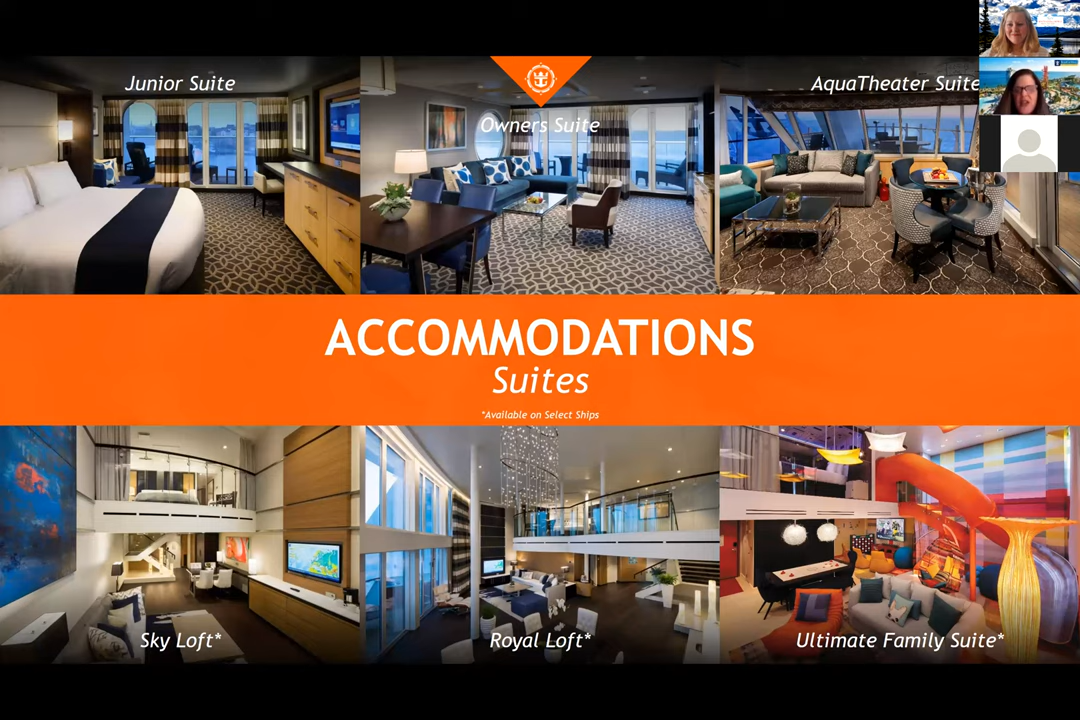 Junior Suite
Owners Suite
AquaTheater Suite
ACCOMMODATIONS
Suites
*Available on Select Ships
Sky Loft*
Royal Loft*
Ultimate Family Suite*